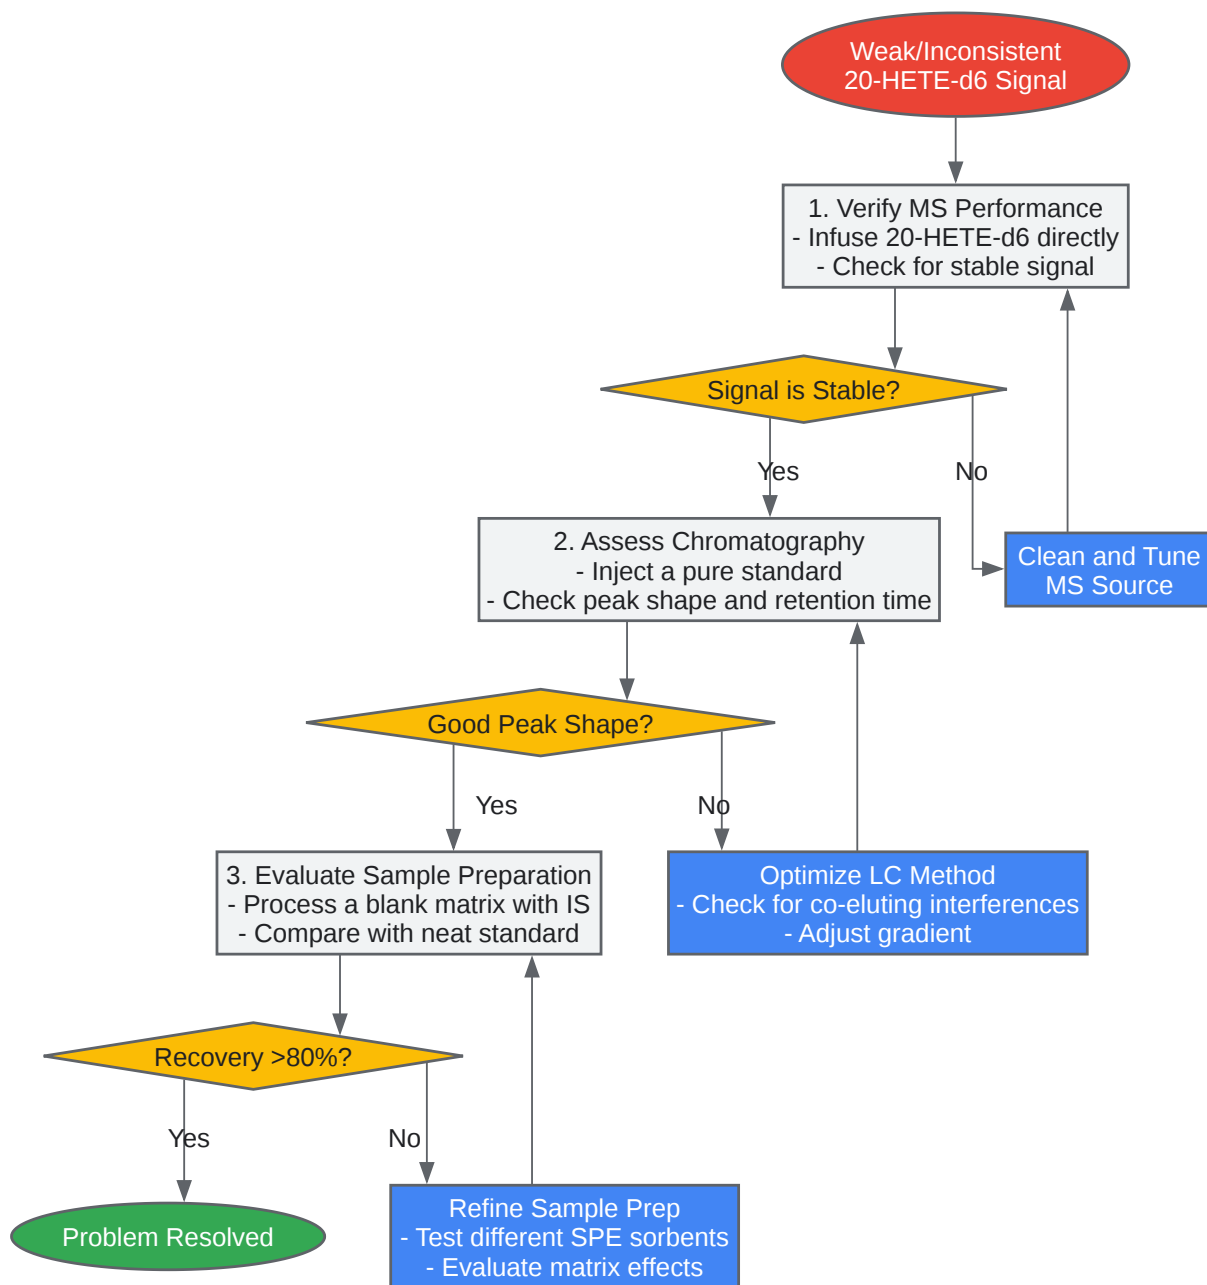 Weak/Inconsistent
20-HETE-d6 Signal
1. Verify MS Performance
- Infuse 20-HETE-d6 directly
- Check for stable signal
Signal is Stable?
Yes
No
2. Assess Chromatography
- Inject a pure standard
- Check peak shape and retention time
Clean and Tune
MS Source
Good Peak Shape?
Yes
No
3. Evaluate Sample Preparation
- Process a blank matrix with IS
- Compare with neat standard
Optimize LC Method
- Check for co-eluting interferences
- Adjust gradient
Recovery >80%?
Yes
No
Problem Resolved
Refine Sample Prep
- Test different SPE sorbents
- Evaluate matrix effects